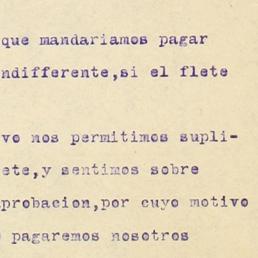 que mandariamos pagar
ndifferente,si el flete
vo nos permitimos supli-
ete,y sentimos sobre
probacion,por cuyo motivo
pagaremos nosotros